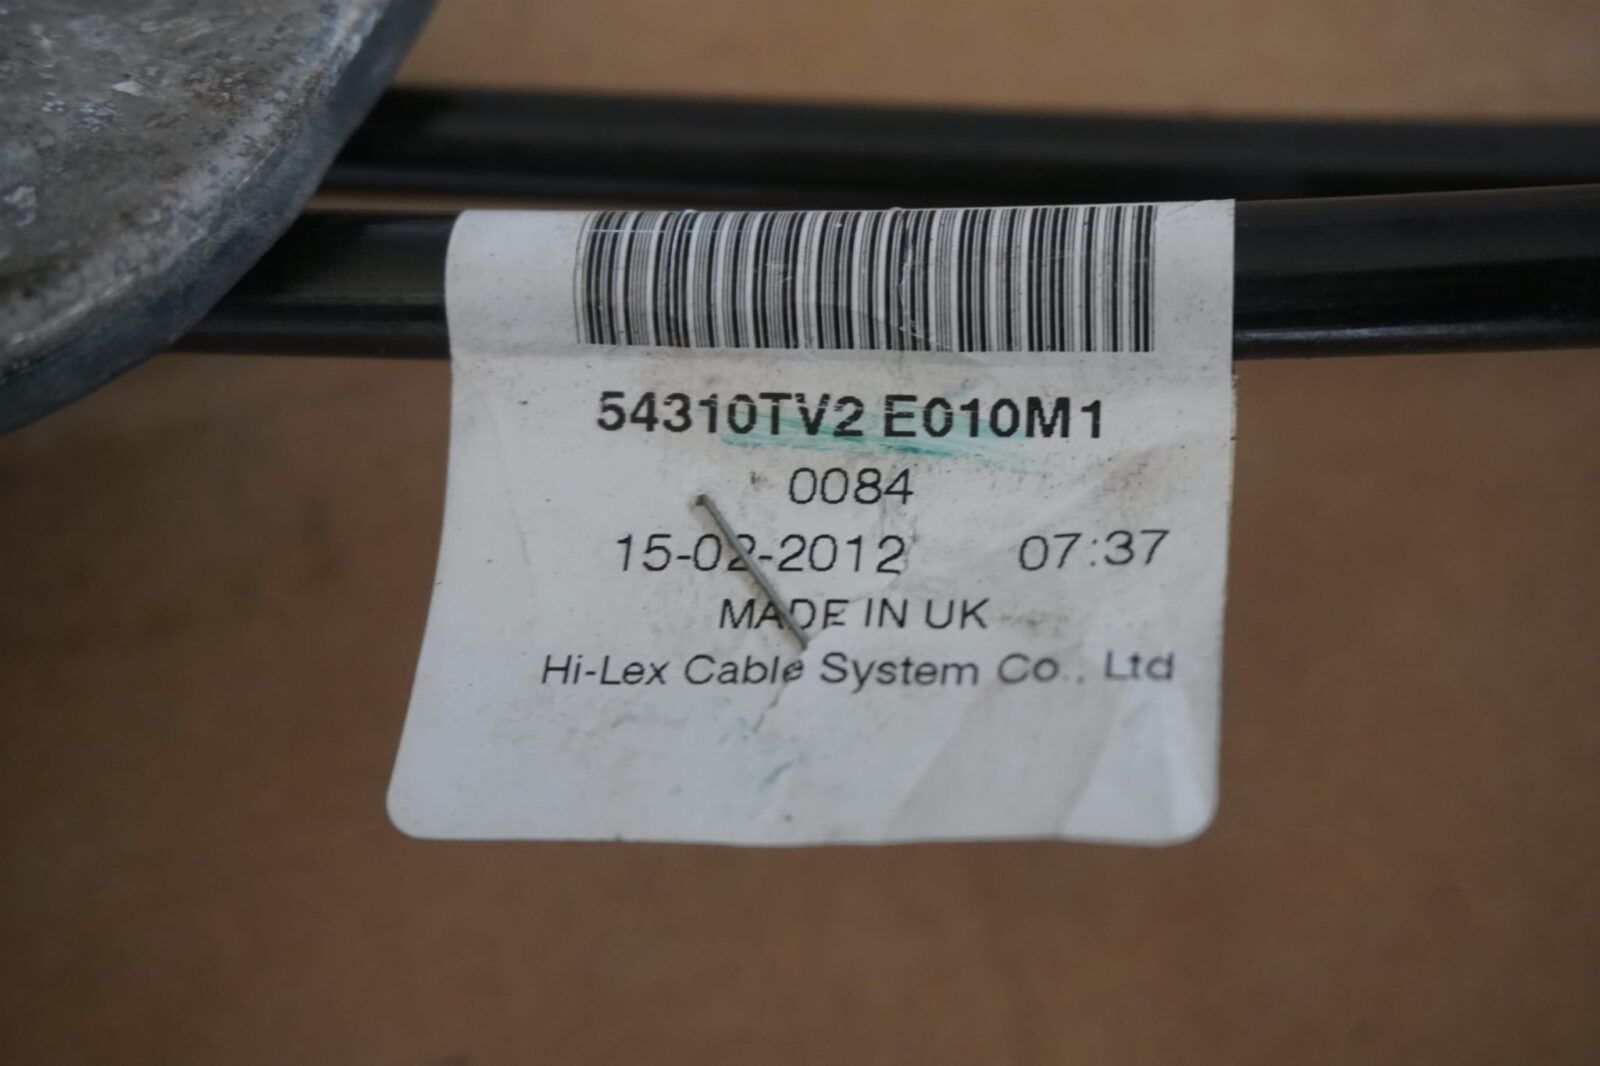 54310TV2 E010M1
0084
15-02-2012 07:37
MADE IN UK
Hi-Lex Cable System Co., Ltd